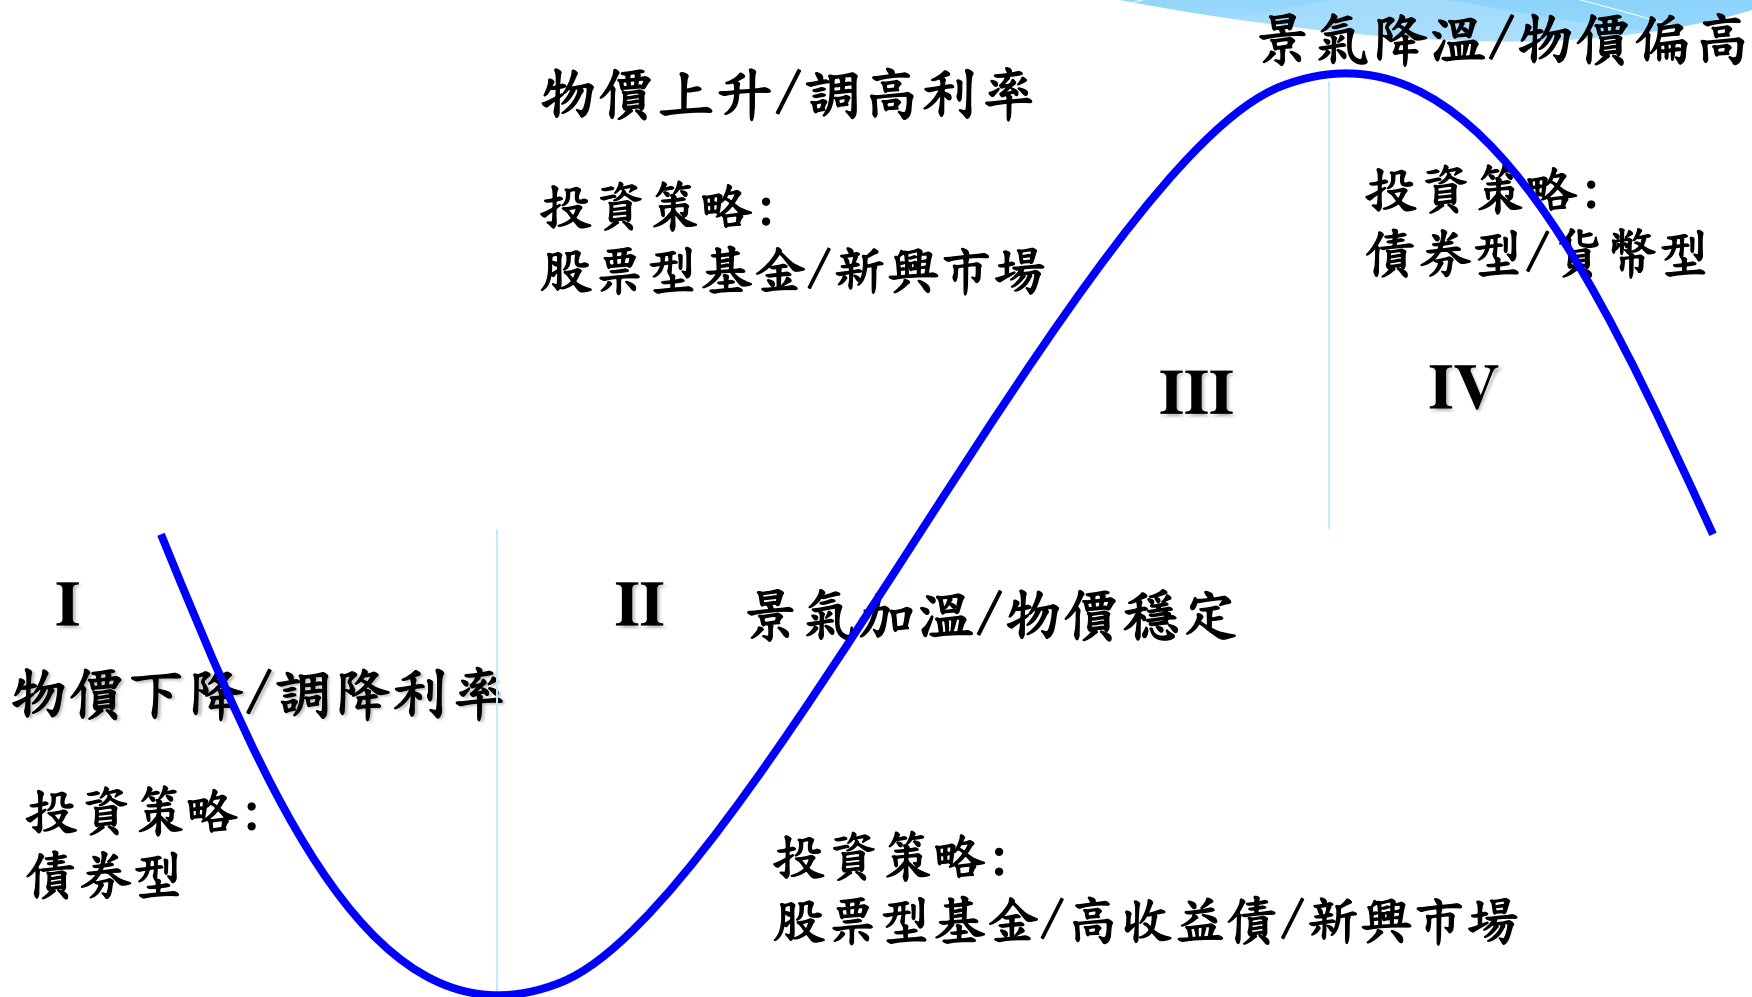 景氣降溫/物價偏高
物價上升/調高利率
投資策略:
股票型基金/新興市場
投資策略:
債券型/貨幣型
III
IV
I
II
景氣加溫/物價穩定
物價下降/調降利率
投資策略:
債券型
投資策略:
股票型基金/高收益債/新興市場